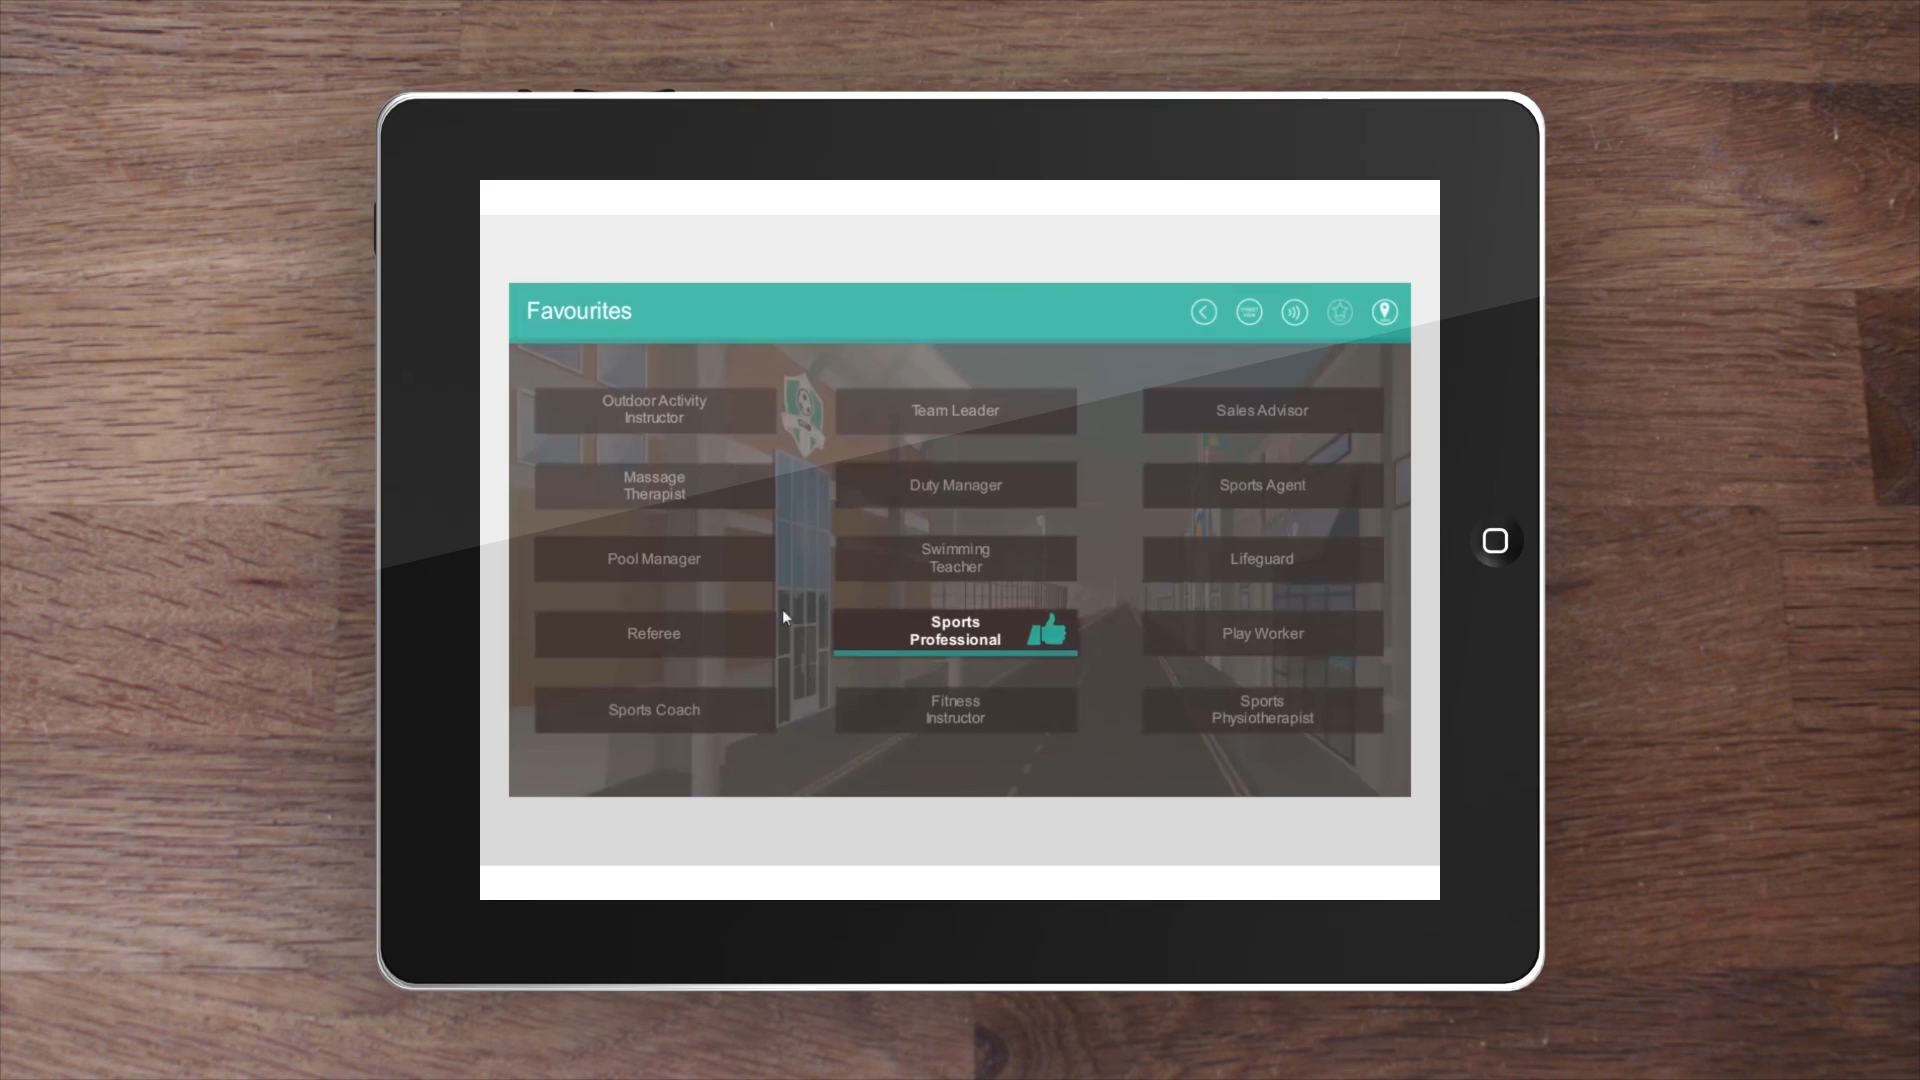 Favourites
Outdoor Activity
Instructor
Team Leader
Sales Advisor
Massage
Therapist
Duty Manager
Sports Agent
Pool Manager
Swimming
Teacher
Lifeguard
Referee
Sports
Professional
Play Worker
Sports Coach
Fitness
Instructor
Sports
Physiotherapist